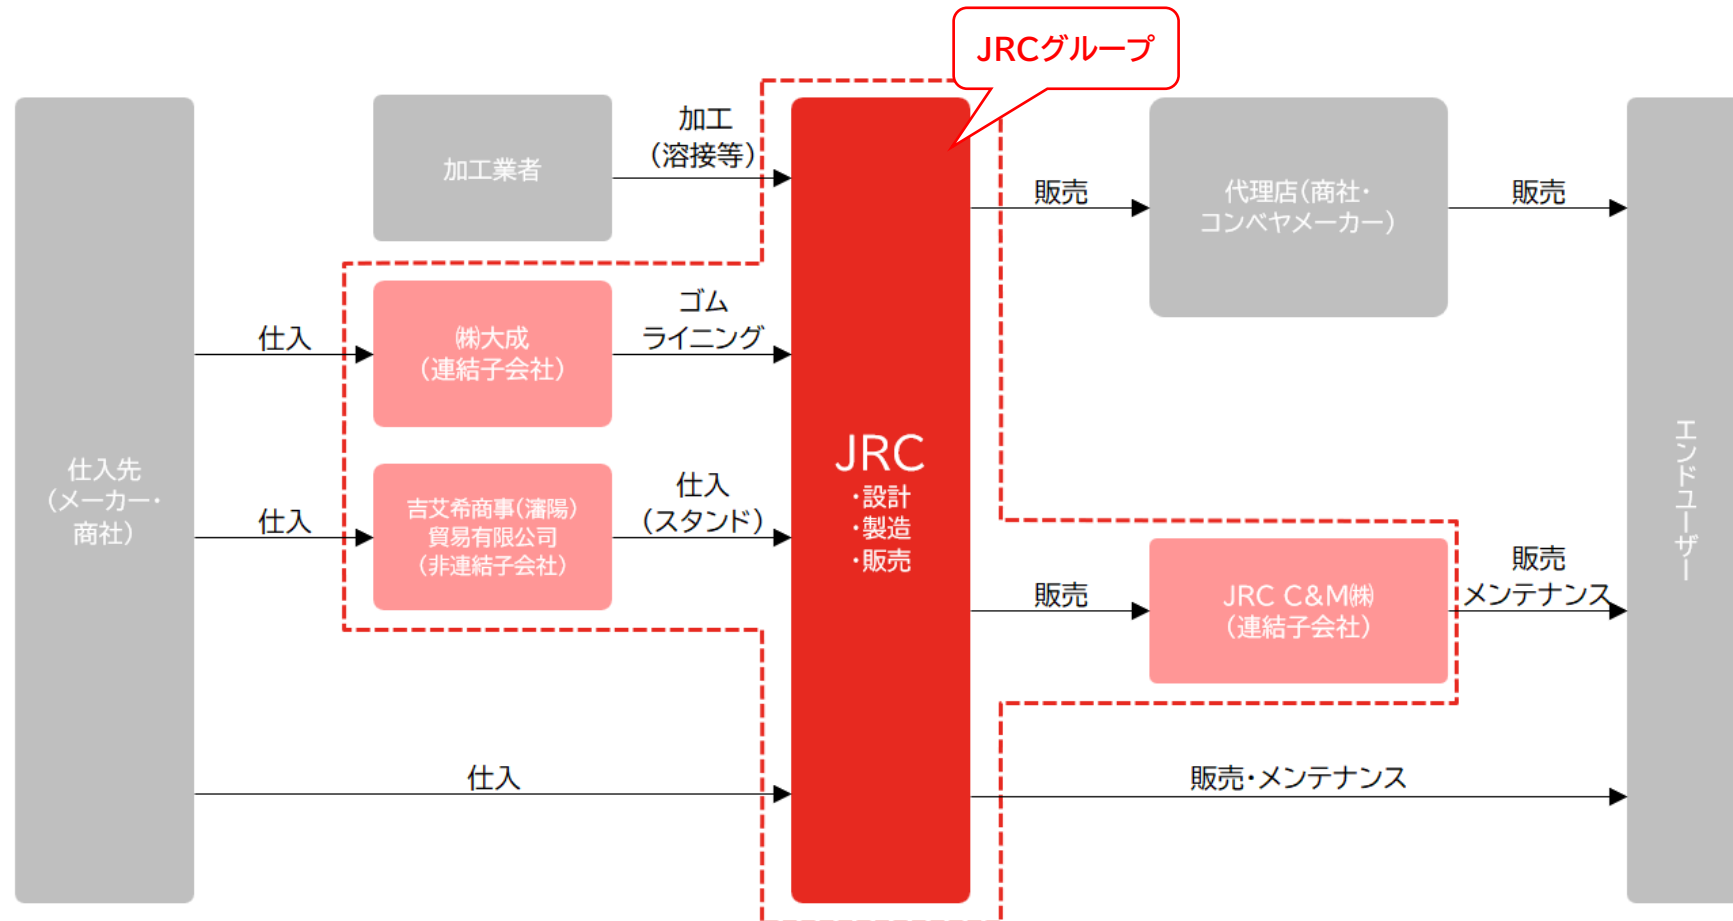 JRCグループ
仕入先
（メーカー・
商社）
仕入
仕入
仕入
加工業者
㈱大成
（連結子会社）
吉艾希商事（瀋陽）
貿易有限公司
（非連結子会社）
加工
（溶接等）
ゴム
ライニング
仕入
（スタンド）
JRC
・設計
・製造
・販売
販売
販売
販売・メンテナンス
代理店（商社・
コンベヤメーカー）
JRC C&M㈱
（連結子会社）
販売
販売
メンテナンス
エンドユーザー